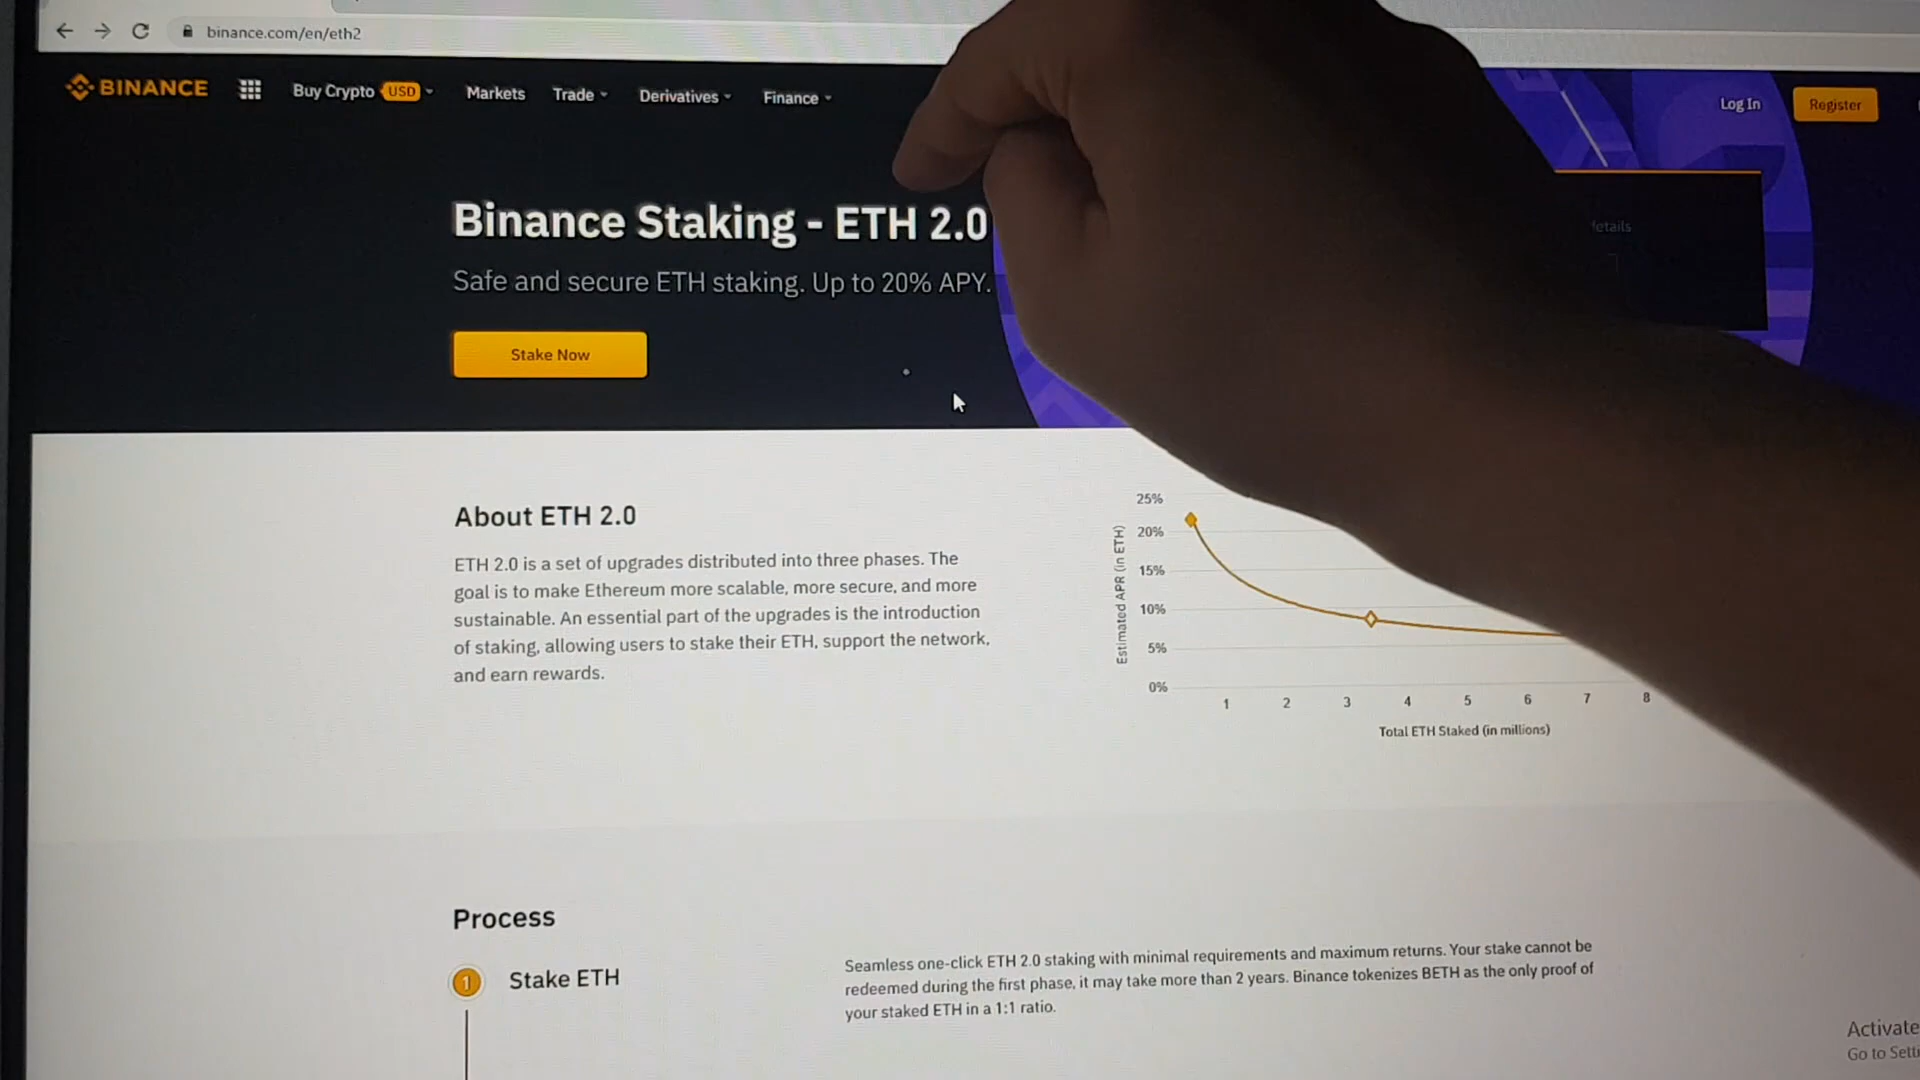 binance.com/en/eth2
BINANCE
Buy Crypto USD
Markets
Trade
Derivatives
Finance
Log In
Register
Binance Staking - ETH 2.0
Safe and secure ETH staking. Up to 20% APY.
Stake Now
About ETH 2.0
ETH 2.0 is a set of upgrades distributed into three phases. The
goal is to make Ethereum more scalable, more secure, and more
sustainable. An essential part of the upgrades is the introduction
of staking, allowing users to stake their ETH, support the network,
and earn rewards.
25%
20%
15%
10%
5%
0%
Estimated APR (in ETH)
1 2 3 4 5 6 7 8
Total ETH Staked (in millions)
Process
1 Stake ETH
Seamless one-click ETH 2.0 staking with minimal requirements and maximum returns. Your stake cannot be
redeemed during the first phase, it may take more than 2 years. Binance tokenizes BETH as the only proof of
your staked ETH in a 1:1 ratio.
Activate
Go to